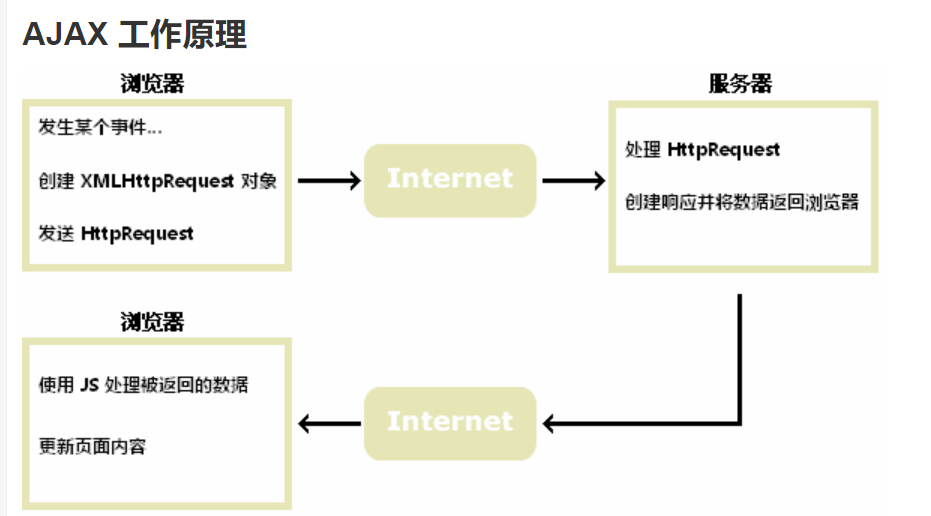 AJAX 工作原理
浏览器
发生某个事件...
创建 XMLHttpRequest 对象
发送 HttpRequest
Internet
服务器
处理 HttpRequest
创建响应并将数据返回浏览器
浏览器
使用 JS 处理被返回的数据
更新页面内容
Internet